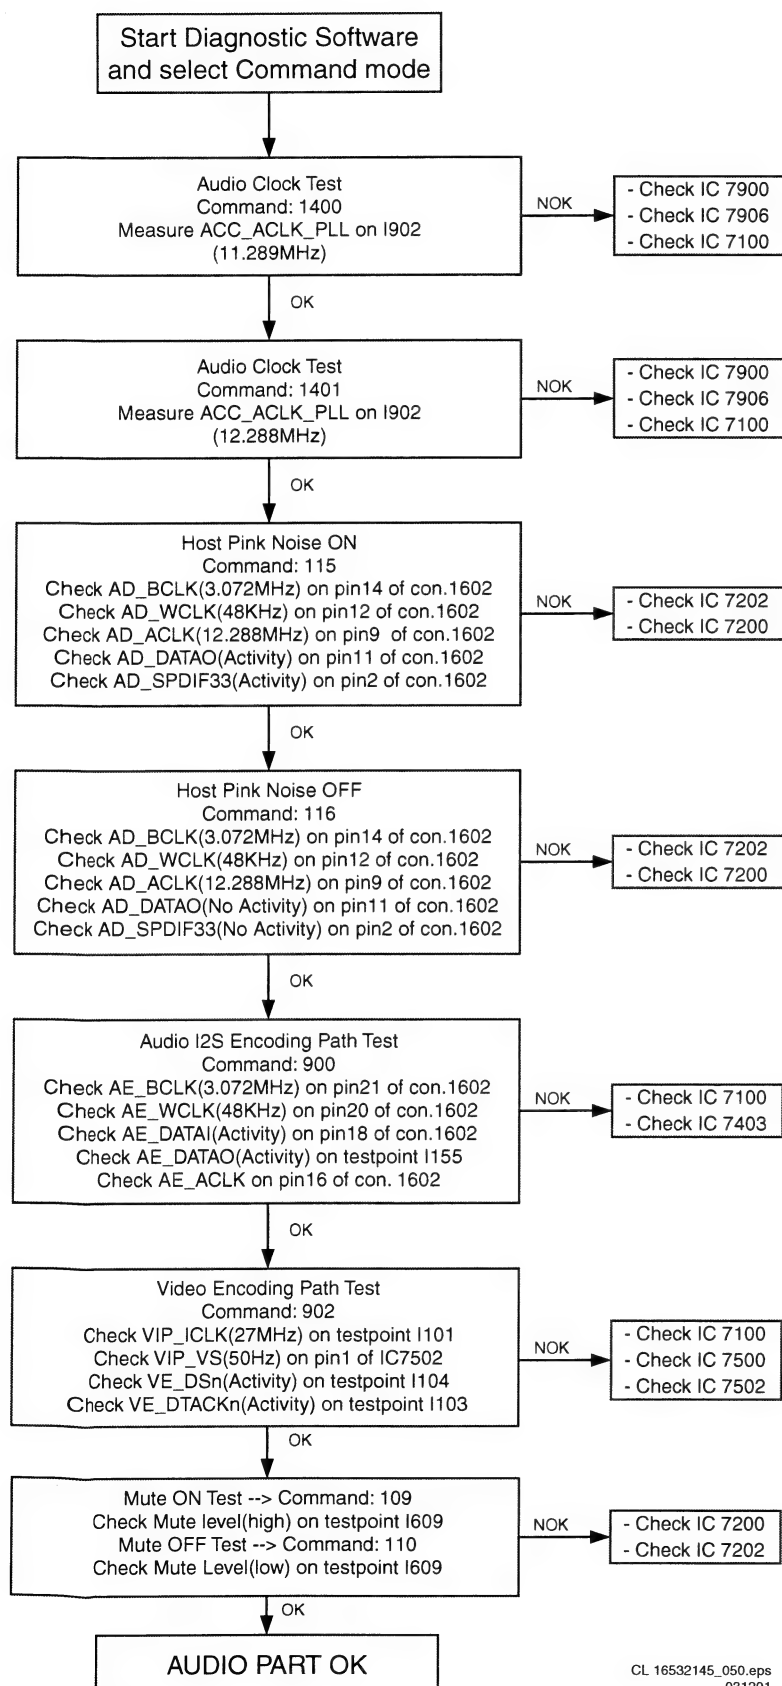 Start Diagnostic Software
and select Command mode
Audio Clock Test
Command: 1400
Measure ACC_ACLK_PLL on I902
(11.289MHz)
NOK
- Check IC 7900
- Check IC 7906
- Check IC 7100
OK
Audio Clock Test
Command: 1401
Measure ACC_ACLK_PLL on I902
(12.288MHz)
NOK
- Check IC 7900
- Check IC 7906
- Check IC 7100
OK
Host Pink Noise ON
Command: 115
Check AD_BCLK(3.072MHz) on pin14 of con.1602
Check AD_WCLK(48KHz) on pin12 of con.1602
Check AD_ACLK(12.288MHz) on pin9 of con.1602
Check AD_DATAO(Activity) on pin11 of con.1602
Check AD_SPDIF33(Activity) on pin2 of con.1602
NOK
- Check IC 7202
- Check IC 7200
OK
Host Pink Noise OFF
Command: 116
Check AD_BCLK(3.072MHz) on pin14 of con.1602
Check AD_WCLK(48KHz) on pin12 of con.1602
Check AD_ACLK(12.288MHz) on pin9 of con.1602
Check AD_DATAO(No Activity) on pin11 of con.1602
Check AD_SPDIF33(No Activity) on pin2 of con.1602
NOK
- Check IC 7202
- Check IC 7200
OK
Audio I2S Encoding Path Test
Command: 900
Check AE_BCLK(3.072MHz) on pin21 of con.1602
Check AE_WCLK(48KHz) on pin20 of con.1602
Check AE_DATAI(Activity) on pin18 of con.1602
Check AE_DATAO(Activity) on testpoint I155
Check AE_ACLK on pin16 of con. 1602
NOK
- Check IC 7100
- Check IC 7403
OK
Video Encoding Path Test
Command: 902
Check VIP_ICLK(27MHz) on testpoint I101
Check VIP_VS(50Hz) on pin1 of IC7502
Check VE_DSn(Activity) on testpoint I104
Check VE_DTACKn(Activity) on testpoint I103
NOK
- Check IC 7100
- Check IC 7500
- Check IC 7502
OK
Mute ON Test --> Command: 109
Check Mute level(high) on testpoint I609
Mute OFF Test --> Command: 110
Check Mute Level(low) on testpoint I609
NOK
- Check IC 7200
- Check IC 7202
OK
AUDIO PART OK
CL 16532145_050.eps
031201